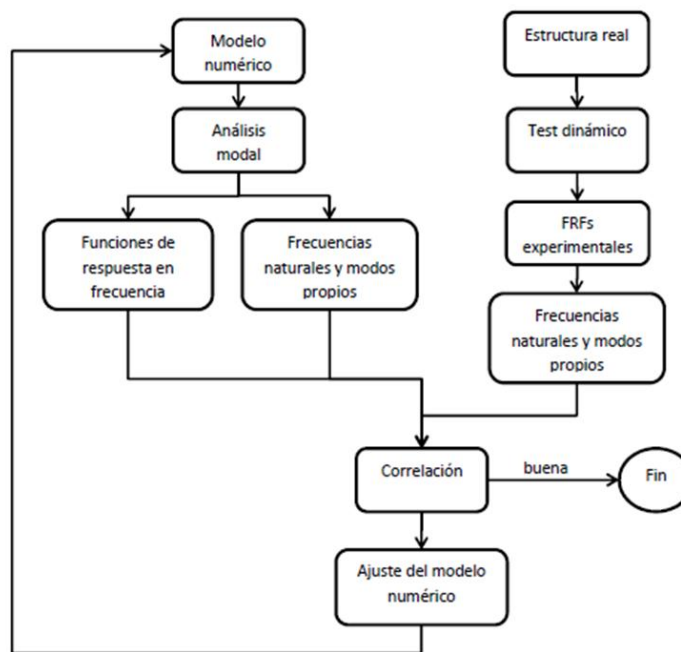 Modelo
numérico
Análisis
modal
Funciones de
respuesta en
frecuencia
Frecuencias
naturales y modos
propios
Estructura real
Test dinámico
FRFs
experimentales
Frecuencias
naturales y modos
propios
Correlación
buena
Fin
Ajuste del modelo
numérico